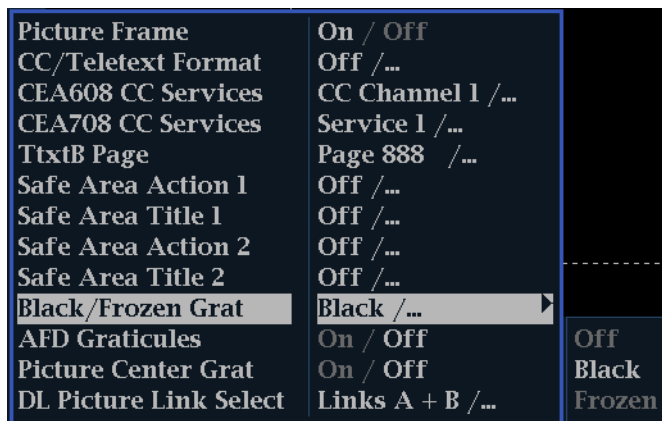 Picture Frame On / Off
CC/Teletext Format Off /...
CEA608 CC Services CC Channel 1 /...
CEA708 CC Services Service 1 /...
TtxtB Page Page 888 /...
Safe Area Action 1 Off /...
Safe Area Title 1 Off /...
Safe Area Action 2 Off /...
Safe Area Title 2 Off /...
Black/Frozen Grat Black /...
AFD Graticules On / Off
Picture Center Grat On / Off
DL Picture Link Select Links A + B /...
Off
Black
Frozen